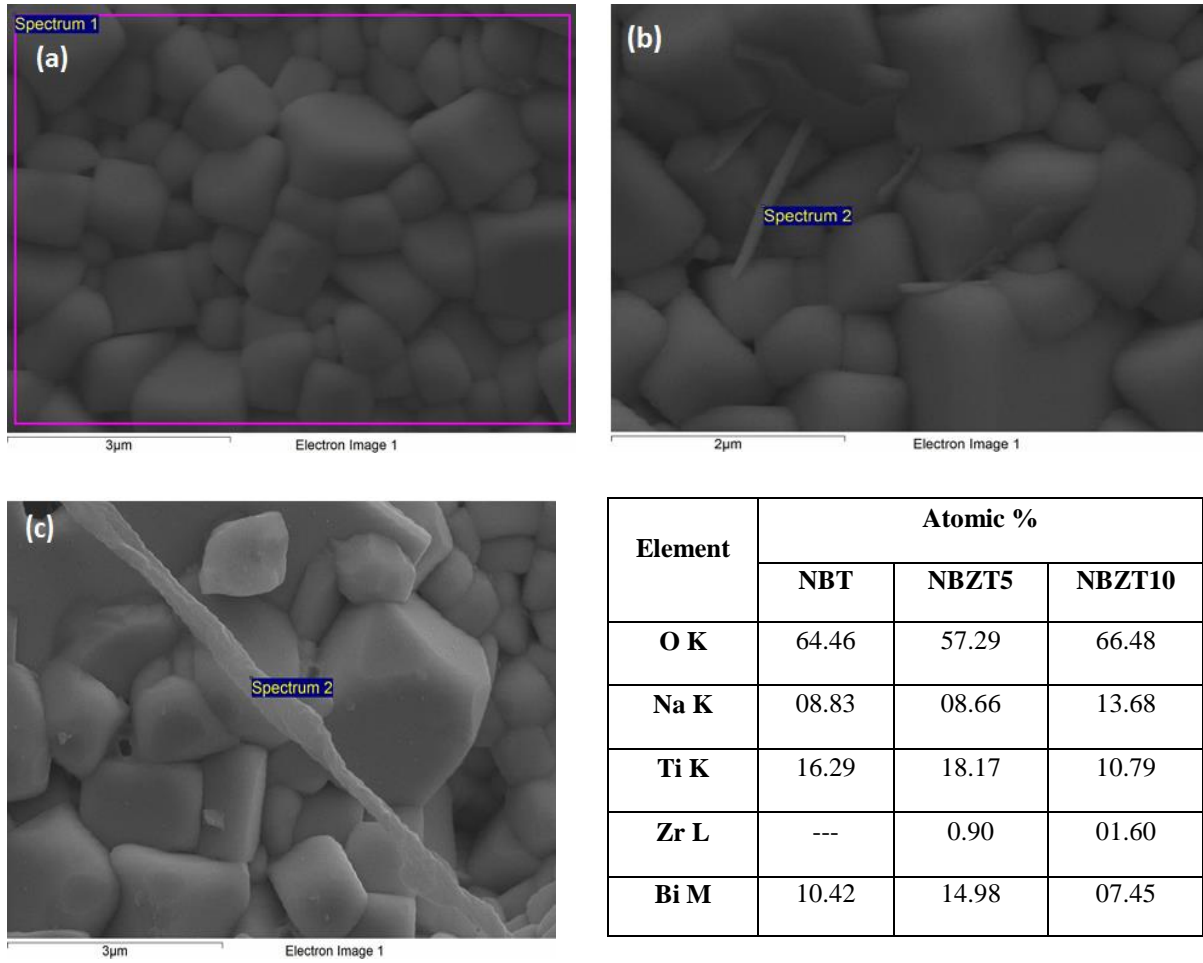 Spectrum 1
(a)
3µm
Electron Image 1
(b)
Spectrum 2
2µm
Electron Image 1
(c)
Spectrum 2
3µm
Electron Image 1
Element Atomic %
NBT NBZT5 NBZT10
O K 64.46 57.29 66.48
Na K 08.83 08.66 13.68
Ti K 16.29 18.17 10.79
Zr L --- 0.90 01.60
Bi M 10.42 14.98 07.45